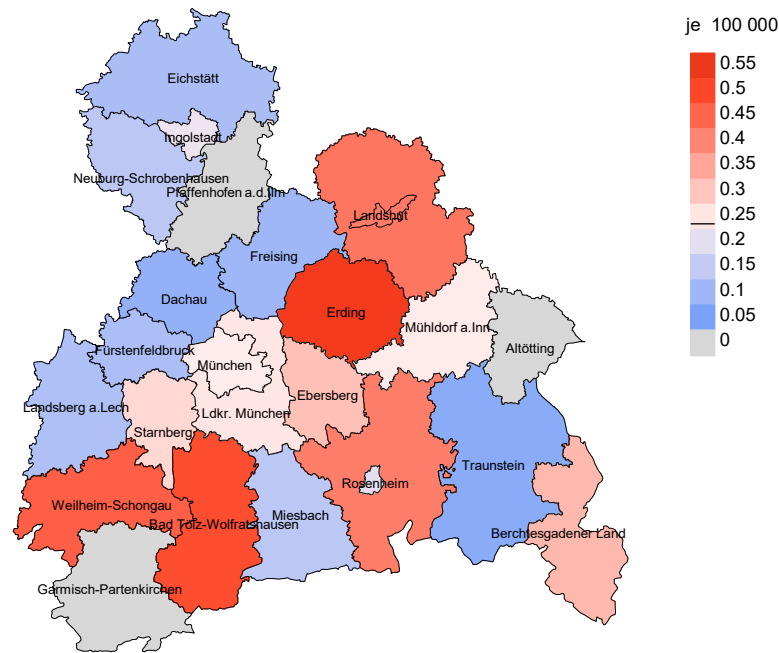 je 100 000
0.55
0.5
0.45
0.4
0.35
0.3
0.25
0.2
0.15
0.1
0.05
0
Eichstätt
Ingolstadt
Neuburg-Schrobenhausen
Pfaffenhofen a.d.Ilm
Landshut
Freising
Dachau
Erding
Mühldorf a.Inn
Altötting
Fürstenfeldbruck
München
Ebersberg
Landsberg a.Lech
Ldkr. München
Starnberg
Traunstein
Rosenheim
Weilheim-Schongau
Miesbach
Bad Tölz-Wolfratshausen
Berchtesgadener Land
Garmisch-Partenkirchen